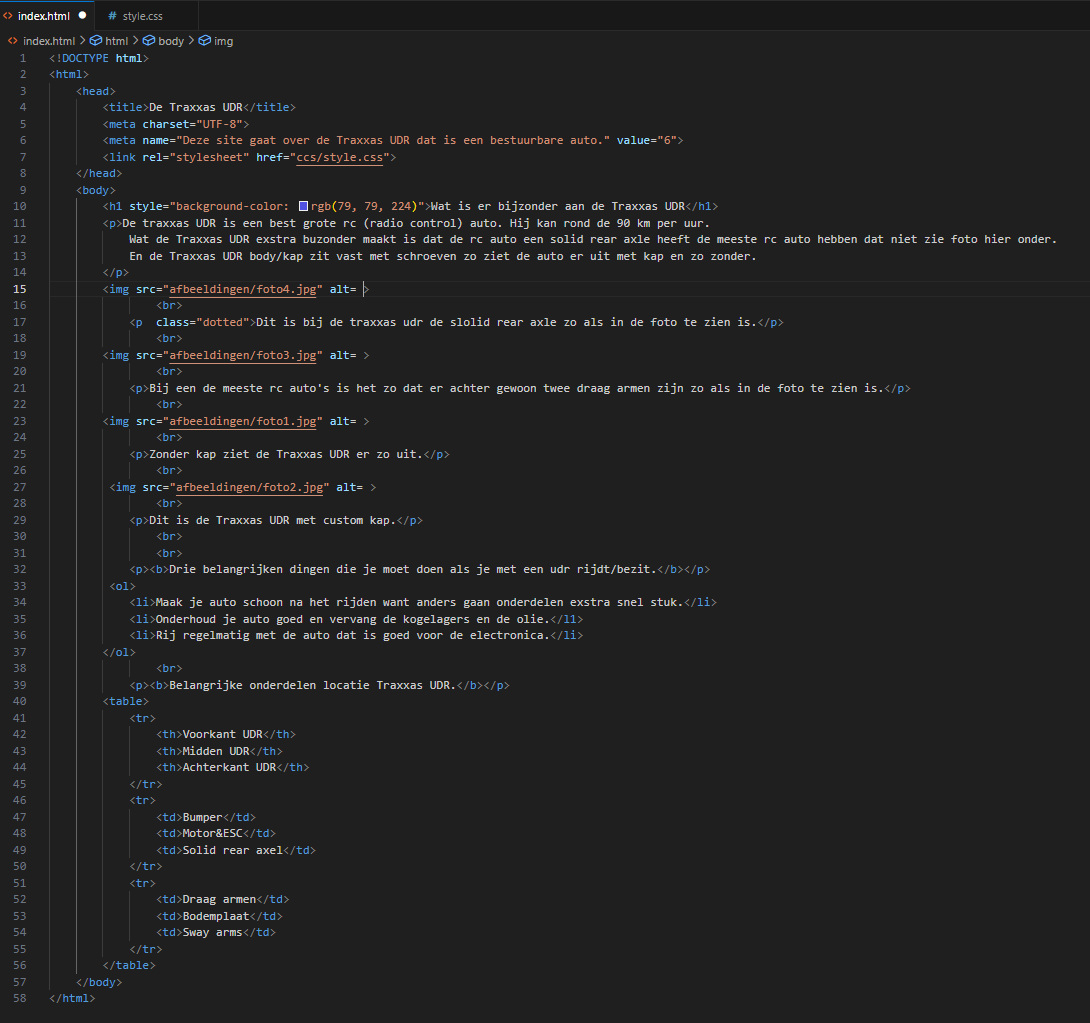 index.html
# style.css
index.html > html > body > img
1 <!DOCTYPE html>
2 <html>
3 <head>
4 <title>De Traxxas UDR</title>
5 <meta charset="UTF-8">
6 <meta name="Deze site gaat over de Traxxas UDR dat is een bestuurbare auto." value="6">
7 <link rel="stylesheet" href="ccs/style.css">
8 </head>
9 <body>
10 <h1 style="background-color: rgb(79, 79, 224)">Wat is er bijzonder aan de Traxxas UDR</h1>
11 <p>De traxxas UDR is een best grote rc (radio control) auto. Hij kan rond de 90 km per uur.
12 Wat de Traxxas UDR exstra buzonder maakt is dat de rc auto een solid rear axle heeft de meeste rc auto hebben dat niet zie foto hier onder.
13 En de Traxxas UDR body/kap zit vast met schroeven zo ziet de auto er uit met kap en zo zonder.
14 </p>
15 <img src="afbeeldingen/foto4.jpg" alt= >
16 <br>
17 <p  class="dotted">Dit is bij de traxxas udr de slolid rear axle zo als in de foto te zien is.</p>
18 <br>
19 <img src="afbeeldingen/foto3.jpg" alt= >
20 <br>
21 <p>Bij een de meeste rc auto's is het zo dat er achter gewoon twee draag armen zijn zo als in de foto te zien is.</p>
22 <br>
23 <img src="afbeeldingen/foto1.jpg" alt= >
24 <br>
25 <p>Zonder kap ziet de Traxxas UDR er zo uit.</p>
26 <br>
27 <img src="afbeeldingen/foto2.jpg" alt= >
28 <br>
29 <p>Dit is de Traxxas UDR met custom kap.</p>
30 <br>
31 <br>
32 <p><b>Drie belangrijken dingen die je moet doen als je met een udr rijdt/bezit.</b></p>
33 <ol>
34 <li>Maak je auto schoon na het rijden want anders gaan onderdelen exstra snel stuk.</li>
35 <li>Onderhoud je auto goed en vervang de kogelagers en de olie.</l1>
36 <li>Rij regelmatig met de auto dat is goed voor de electronica.</li>
37 </ol>
38 <br>
39 <p><b>Belangrijke onderdelen locatie Traxxas UDR.</b></p>
40 <table>
41 <tr>
42 <th>Voorkant UDR</th>
43 <th>Midden UDR</th>
44 <th>Achterkant UDR</th>
45 </tr>
46 <tr>
47 <td>Bumper</td>
48 <td>Motor&ESC</td>
49 <td>Solid rear axel</td>
50 </tr>
51 <tr>
52 <td>Draag armen</td>
53 <td>Bodemplaat</td>
54 <td>Sway arms</td>
55 </tr>
56 </table>
57 </body>
58 </html>